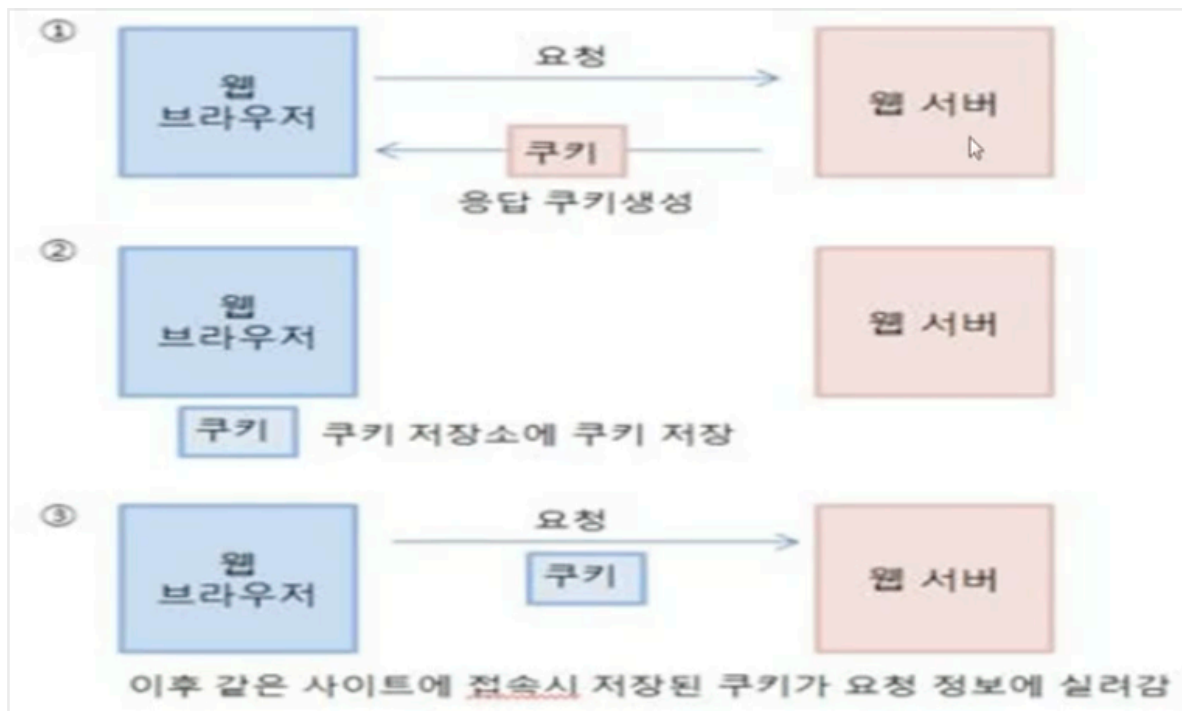 ①
웹
브라우저
요청
쿠키
응답 쿠키생성
웹 서버
②
웹
브라우저
웹 서버
쿠키
쿠키 저장소에 쿠키 저장
③
웹
브라우저
요청
쿠키
웹 서버
이후 같은 사이트에 접속시 저장된 쿠키가 요청 정보에 실려감